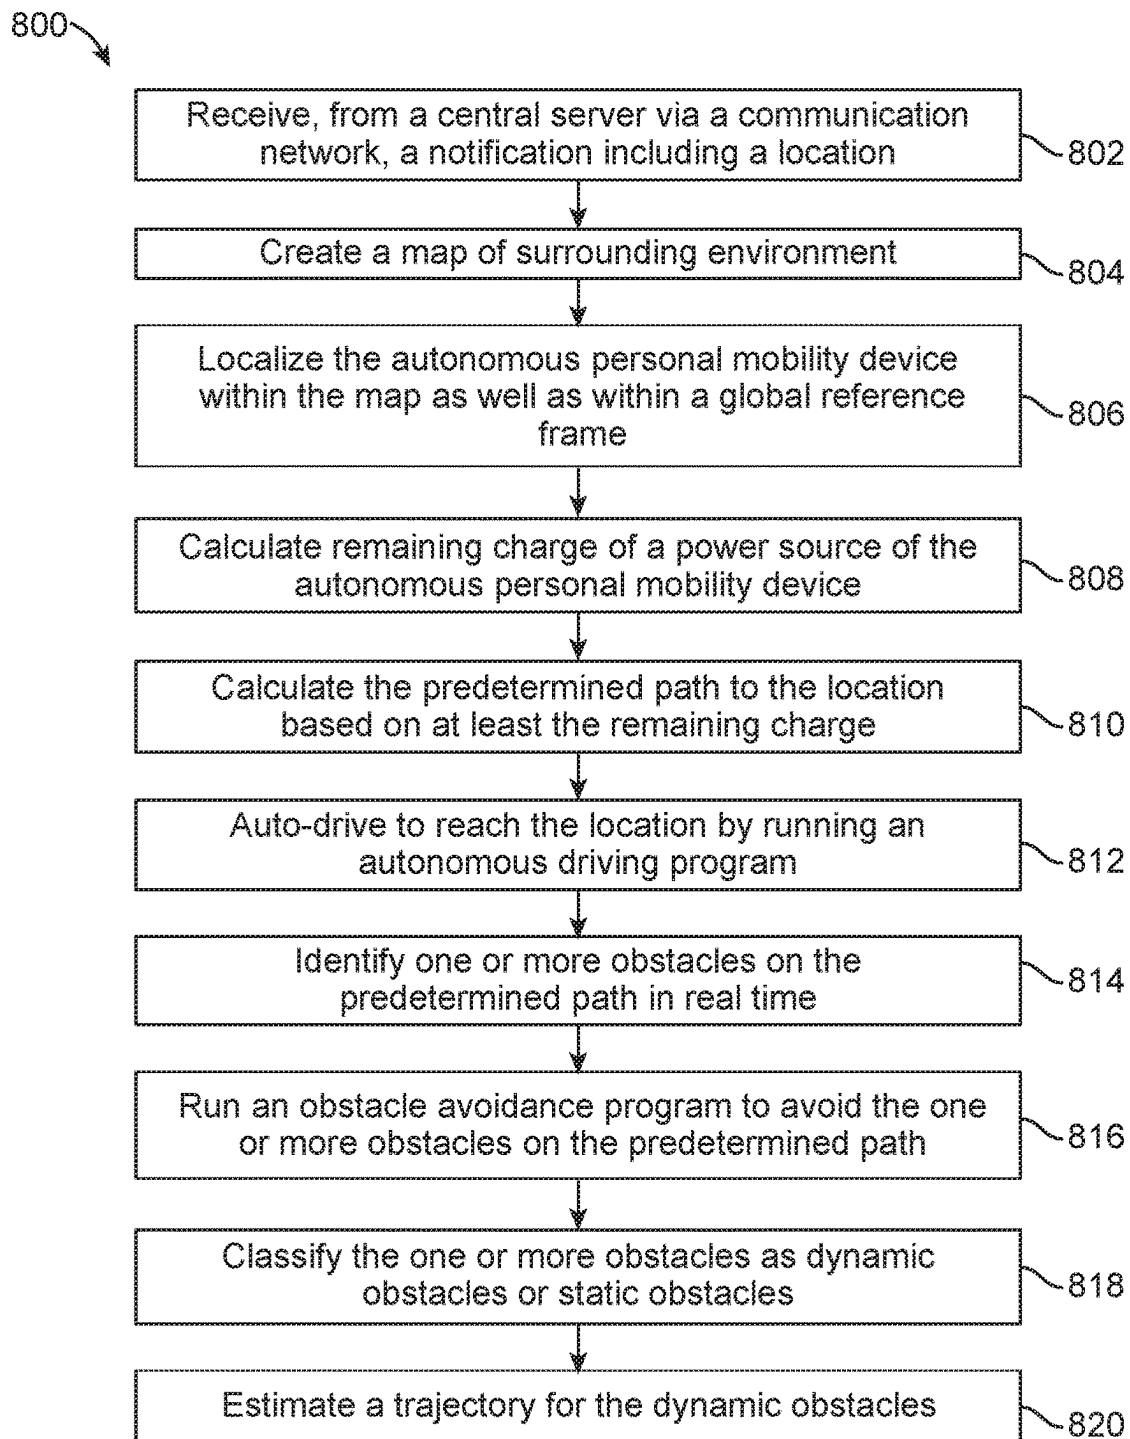 800
Receive, from a central server via a communication
network, a notification including a location
802
Create a map of surrounding environment
804
Localize the autonomous personal mobility device
within the map as well as within a global reference
frame
806
Calculate remaining charge of a power source of the
autonomous personal mobility device
808
Calculate the predetermined path to the location
based on at least the remaining charge
810
Auto-drive to reach the location by running an
autonomous driving program
812
Identify one or more obstacles on the
predetermined path in real time
814
Run an obstacle avoidance program to avoid the one
or more obstacles on the predetermined path
816
Classify the one or more obstacles as dynamic
obstacles or static obstacles
818
Estimate a trajectory for the dynamic obstacles
820